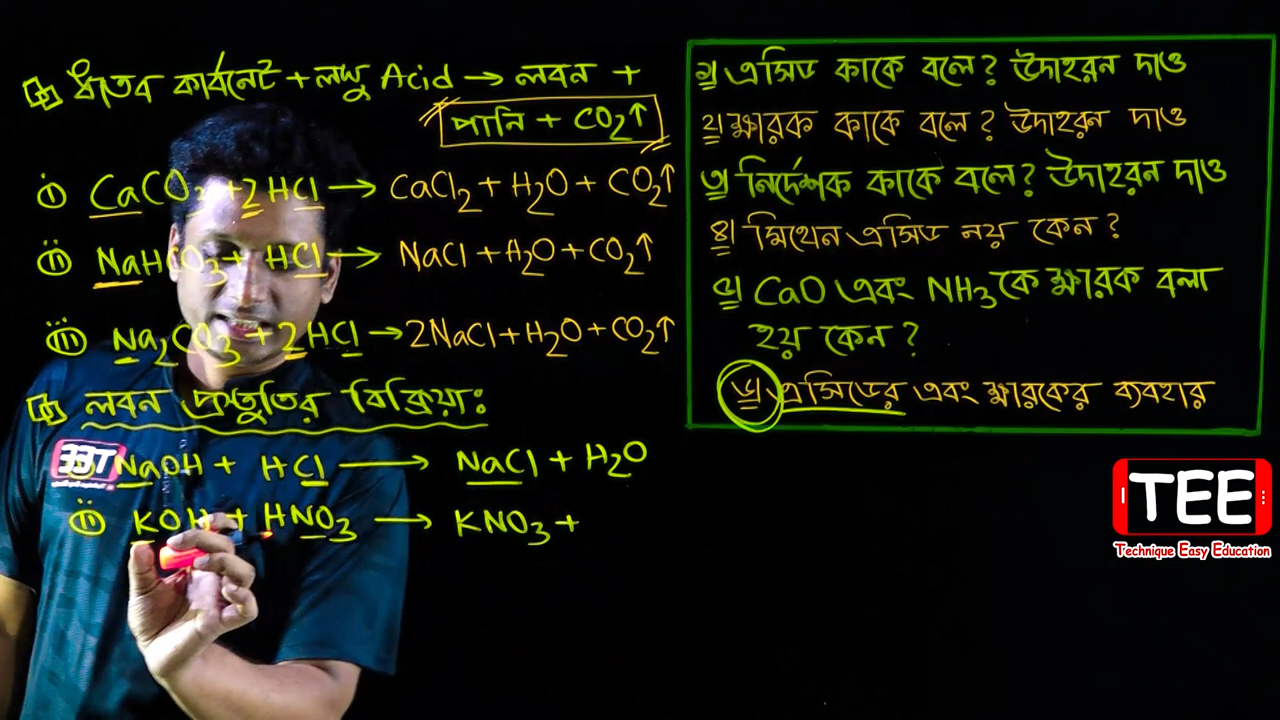 ধাতব কার্বনেট + লঘু Acid → লবন +
পানি + CO₂↑
i) CaCO₃ + 2HCl → CaCl₂ + H₂O + CO₂↑
ii) NaHCO₃ + HCl → NaCl + H₂O + CO₂↑
iii) Na₂CO₃ + 2HCl → 2NaCl + H₂O + CO₂↑
লবন প্রস্তুতির বিক্রিয়াঃ
NaOH + HCl → NaCl + H₂O
ii) KOH + HNO₃ → KNO₃ +
১) এসিড কাকে বলে? উদাহরন দাও
২) ক্ষারক কাকে বলে? উদাহরন দাও
৩) নির্দেশক কাকে বলে? উদাহরন দাও
৪) মিথেন এসিড নয় কেন?
৫) CaO এবং NH₃ কে ক্ষারক বলা
হয় কেন?
৬) এসিডের এবং ক্ষারকের ব্যবহার
TEE
Technique Easy Education